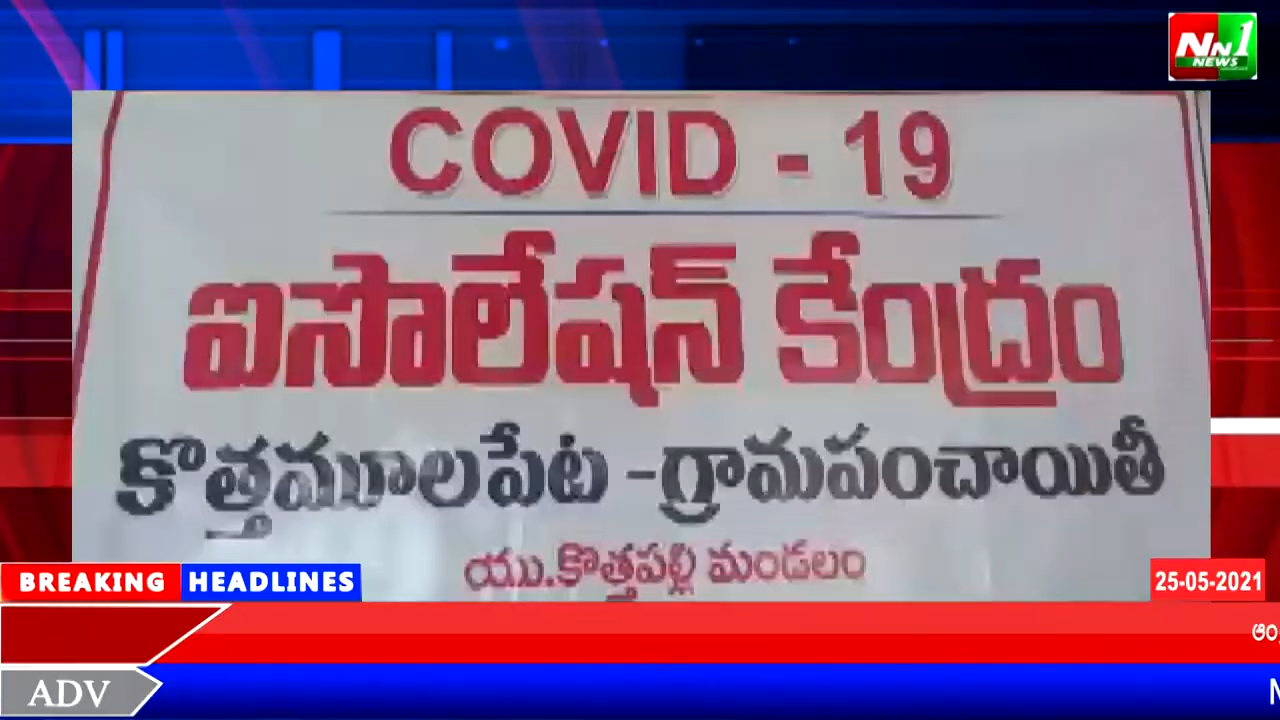 NN1
NEWS
COVID - 19
ఐసొలేషన్ కేంద్రం
కొత్తమూలపేట - గ్రామపంచాయితీ
యు.కొత్తపల్లి మండలం
BREAKING HEADLINES
25-05-2021
ADV